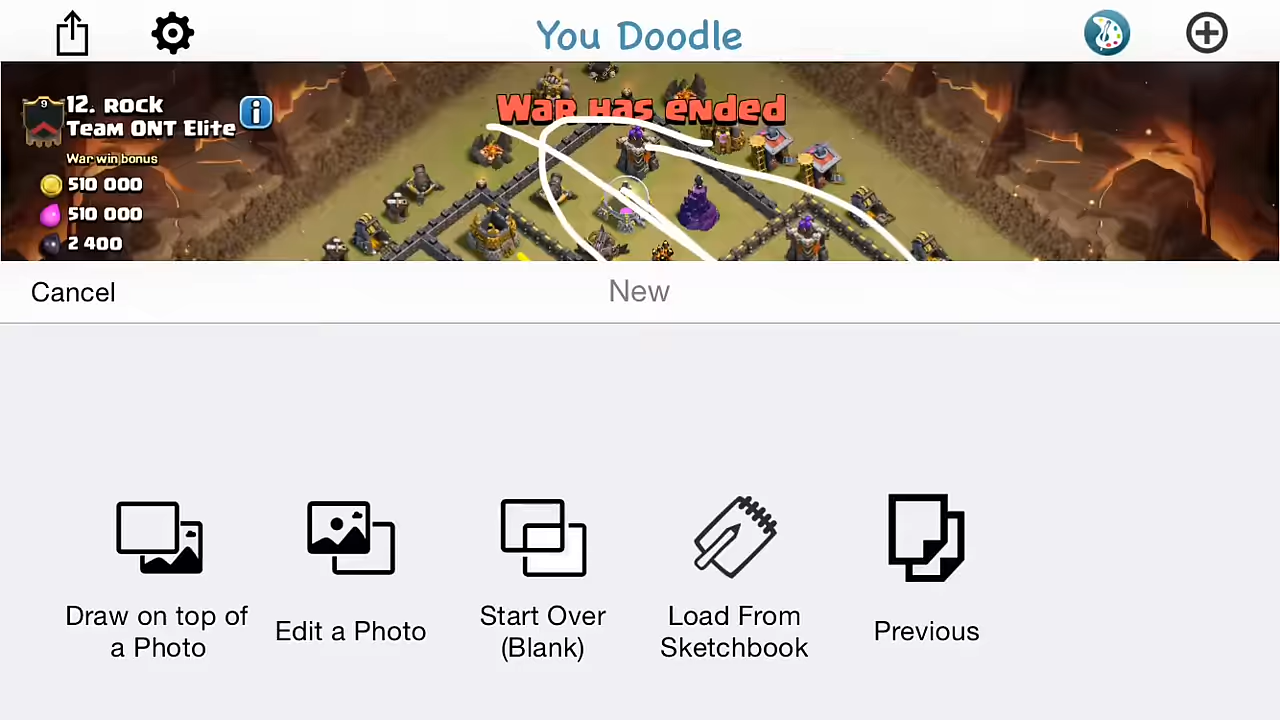 You Doodle
9
12. Rock
Team ONT Elite
i
War has ended
War win bonus
510 000
510 000
2 400
Cancel
New
Draw on top of
a Photo
Edit a Photo
Start Over
(Blank)
Load From
Sketchbook
Previous